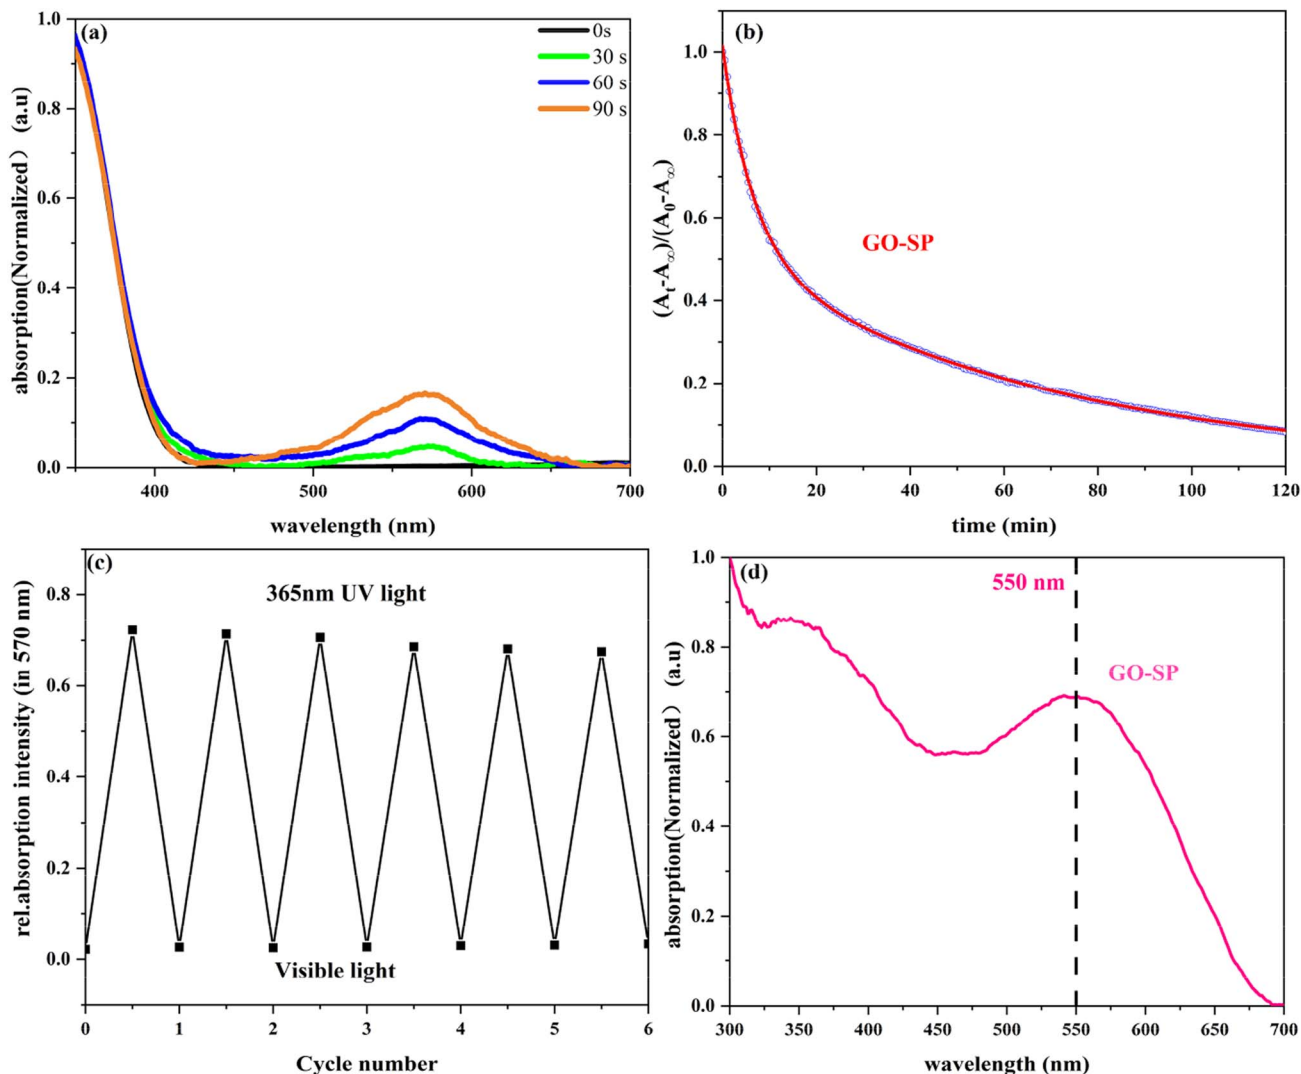 (a)
0s
30 s
60 s
90 s
1.0
0.8
0.6
0.4
0.2
0.0
absorption(Normalized) (a.u)
400
500
600
700
wavelength (nm)
(b)
1.0
0.8
0.6
0.4
0.2
0.0
(A_t-A_∞)/(A_0-A_∞)
GO-SP
0
20
40
60
80
100
120
time (min)
(c)
365nm UV light
0.8
0.6
0.4
0.2
0.0
rel.absorption intensity (in 570 nm)
Visible light
0
1
2
3
4
5
6
Cycle number
(d)
550 nm
GO-SP
1.0
0.8
0.6
0.4
0.2
0.0
absorption(Normalized) (a.u)
300
350
400
450
500
550
600
650
700
wavelength (nm)